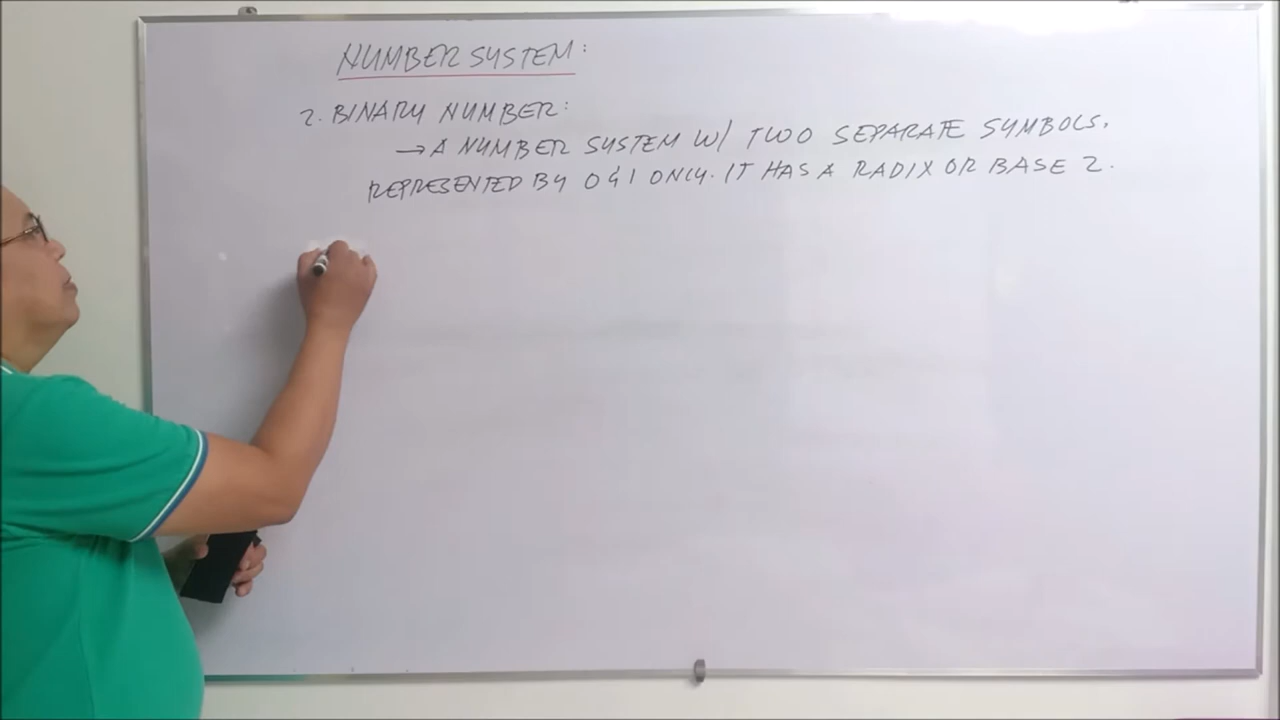 NUMBER SYSTEM:
2. BINARY NUMBER:
→ A NUMBER SYSTEM W/ TWO SEPARATE SYMBOLS.
REPRESENTED BY 0 & 1 ONLY. IT HAS A RADIX OR BASE 2.